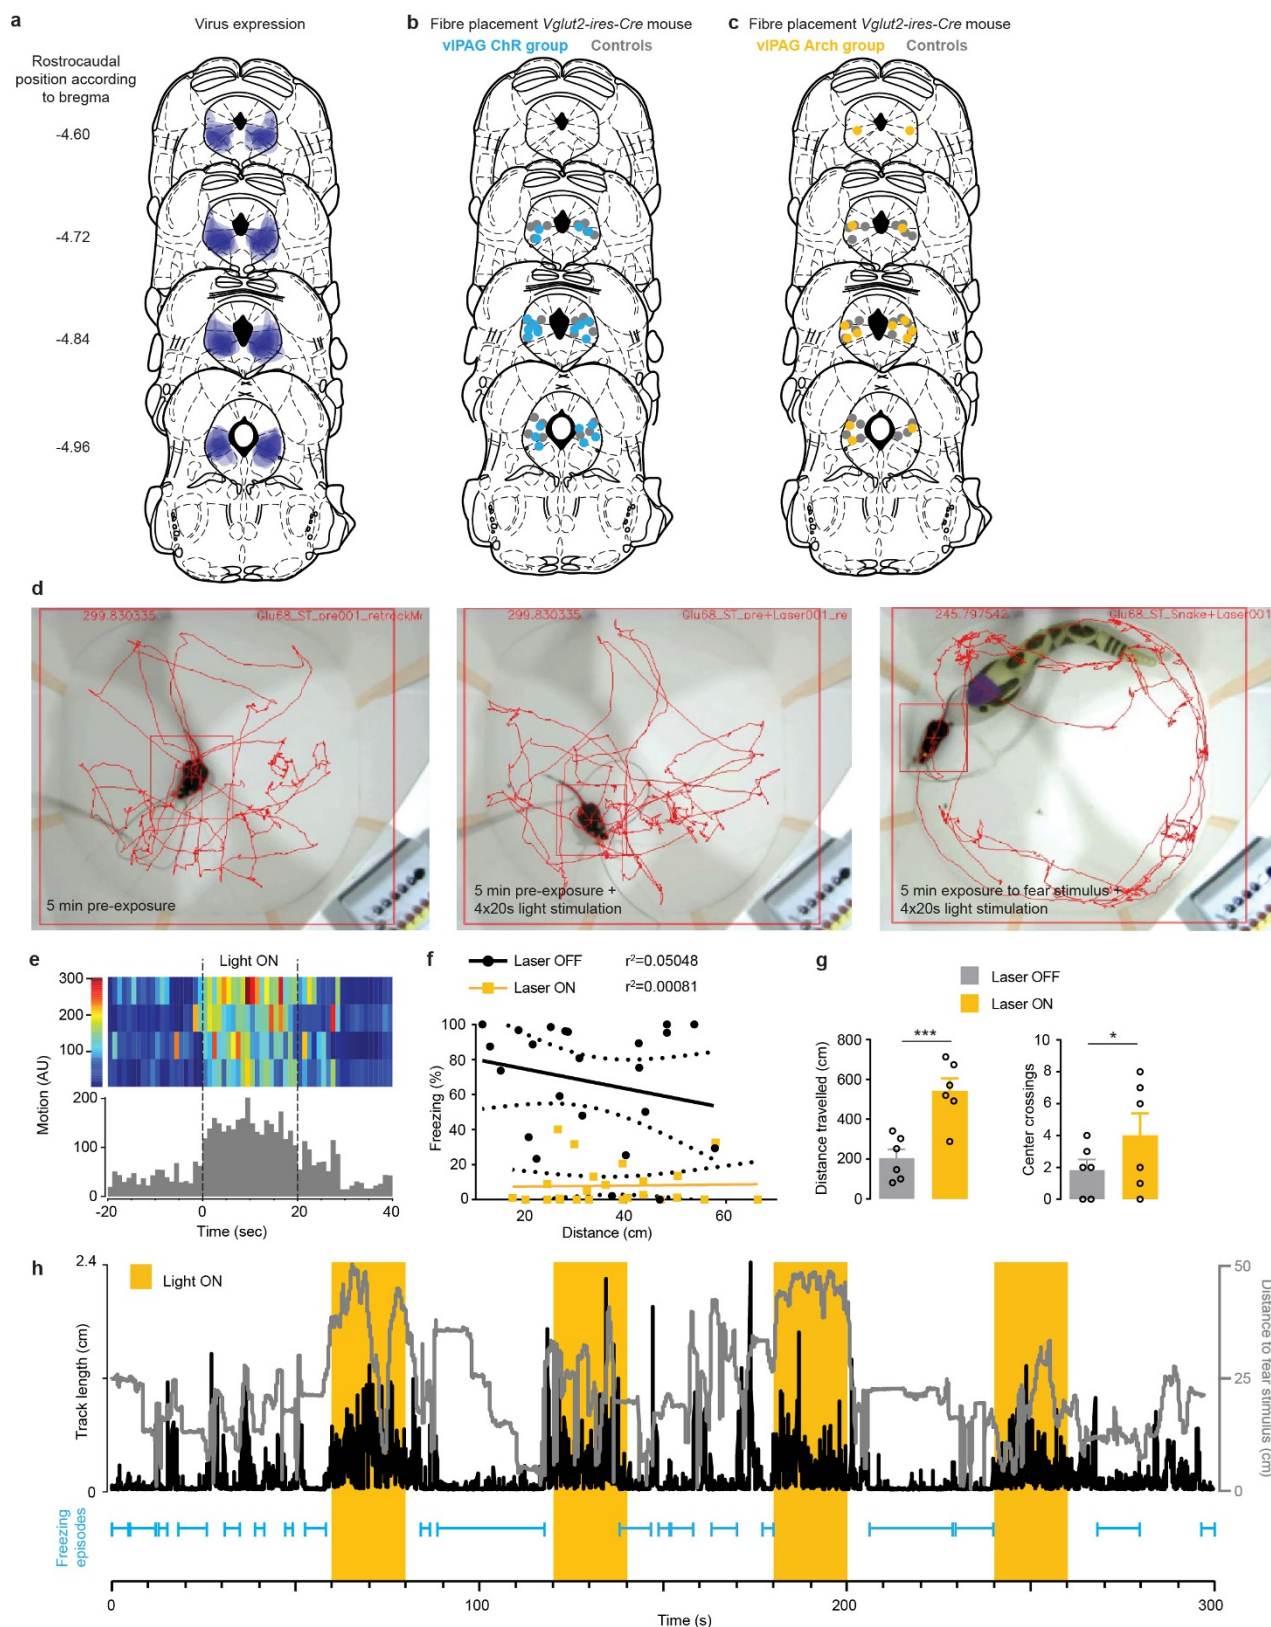 a
Virus expression
b Fibre placement Vglut2-ires-Cre mouse
vlPAG ChR group Controls
c Fibre placement Vglut2-ires-Cre mouse
vlPAG Arch group Controls
Rostrocaudal
position according
to bregma
-4.60
-4.72
-4.84
-4.96
d
299.830335
Glu68_ST_pre001_retrackM
5 min pre-exposure
299.830335
Glu68_ST_pre+Laser001_re
5 min pre-exposure +
4x20s light stimulation
245.797542
Glu68_ST_Snake+Laser001
5 min exposure to fear stimulus +
4x20s light stimulation
e
Light ON
300
200
100
Motion (AU)
200
100
0
-20 0 20 40
Time (sec)
f
Laser OFF r²=0.05048
Laser ON r²=0.00081
Freezing (%)
100
80
60
40
20
0
20 40 60
Distance (cm)
g
Laser OFF
Laser ON
Distance travelled (cm)
800
600
400
200
0
***
Center crossings
10
8
6
4
2
0
*
h
Light ON
Track length (cm)
2.4
0
50
25
0
Distance to fear
stimulus (cm)
Freezing
episodes
0 100 200 300
Time (s)